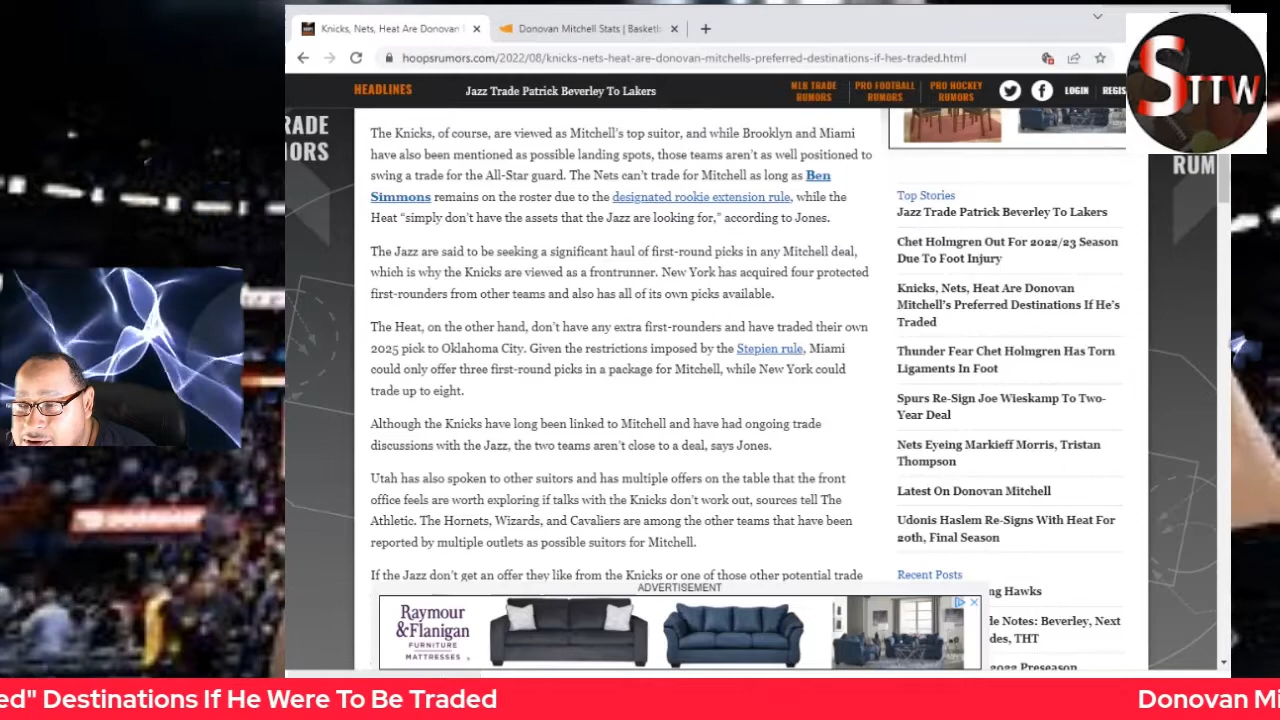 Knicks, Nets, Heat Are Donovan
Donovan Mitchell Stats | Basketb
hoopsrumors.com/2022/08/knicks-nets-heat-are-donovan-mitchells-preferred-destinations-if-hes-traded.html
STTW
HEADLINES
Jazz Trade Patrick Beverley To Lakers
MLB TRADE
RUMORS
PRO FOOTBALL
RUMORS
PRO HOCKEY
RUMORS
LOGIN
REGIS
RADE
MORS
RUM
The Knicks, of course, are viewed as Mitchell's top suitor, and while Brooklyn and Miami
have also been mentioned as possible landing spots, those teams aren't as well positioned to
swing a trade for the All-Star guard. The Nets can't trade for Mitchell as long as Ben
Simmons remains on the roster due to the designated rookie extension rule, while the
Heat "simply don't have the assets that the Jazz are looking for," according to Jones.
The Jazz are said to be seeking a significant haul of first-round picks in any Mitchell deal,
which is why the Knicks are viewed as a frontrunner. New York has acquired four protected
first-rounders from other teams and also has all of its own picks available.
The Heat, on the other hand, don't have any extra first-rounders and have traded their own
2025 pick to Oklahoma City. Given the restrictions imposed by the Stepien rule, Miami
could only offer three first-round picks in a package for Mitchell, while New York could
trade up to eight.
Although the Knicks have long been linked to Mitchell and have had ongoing trade
discussions with the Jazz, the two teams aren't close to a deal, says Jones.
Utah has also spoken to other suitors and has multiple offers on the table that the front
office feels are worth exploring if talks with the Knicks don't work out, sources tell The
Athletic. The Hornets, Wizards, and Cavaliers are among the other teams that have been
reported by multiple outlets as possible suitors for Mitchell.
If the Jazz don't get an offer they like from the Knicks or one of those other potential trade
Top Stories
Jazz Trade Patrick Beverley To Lakers
Chet Holmgren Out For 2022/23 Season
Due To Foot Injury
Knicks, Nets, Heat Are Donovan
Mitchell's Preferred Destinations If He's
Traded
Thunder Fear Chet Holmgren Has Torn
Ligaments In Foot
Spurs Re-Sign Joe Wieskamp To Two-
Year Deal
Nets Eyeing Markieff Morris, Tristan
Thompson
Latest On Donovan Mitchell
Udonis Haslem Re-Signs With Heat For
20th, Final Season
Recent Posts
ng Hawks
de Notes: Beverley, Next
des, THT
2022 Preseason
ADVERTISEMENT
Raymour
&Flanigan
FURNITURE
MATTRESSES
ed" Destinations If He Were To Be Traded
Donovan Mi